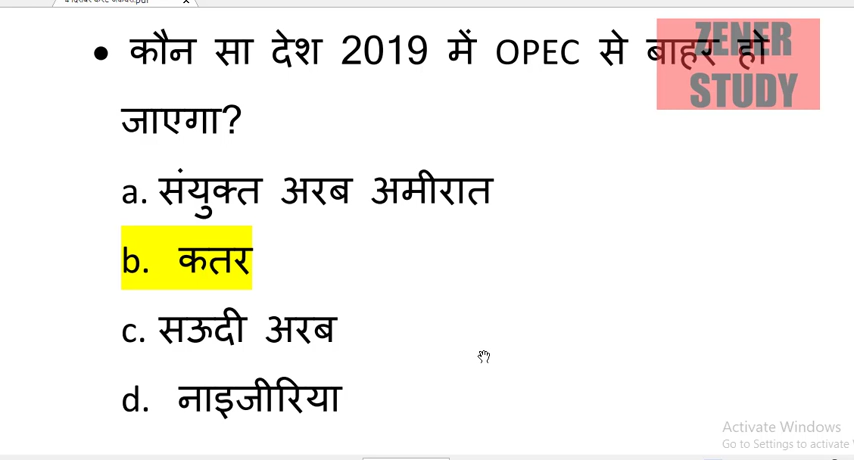 ZENER
• कौन सा देश 2019 में OPEC से बाहर हो
STUDY
जाएगा?
a. संयुक्त अरब अमीरात
b. कतर
c. सऊदी अरब
d. नाइजीरिया
Activate Windows
Go to Settings to activate